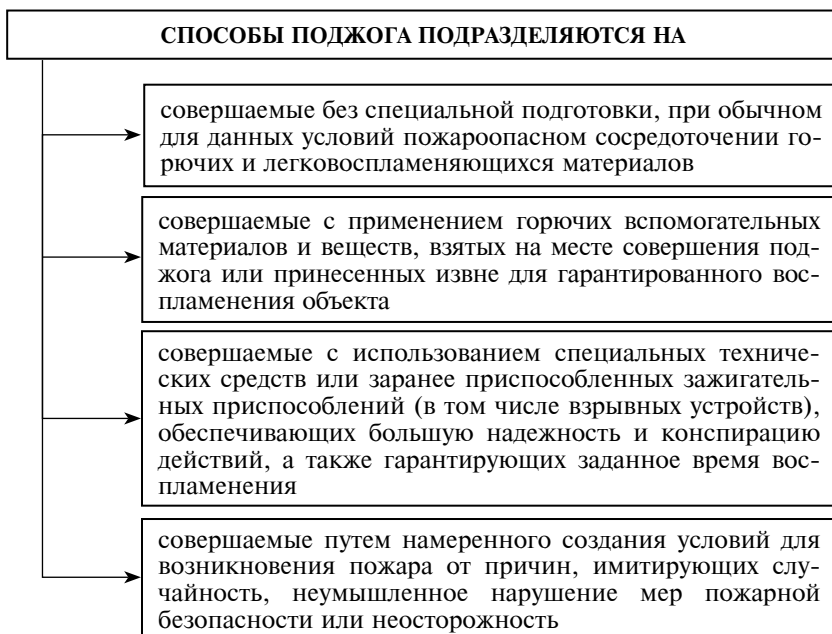 СПОСОБЫ ПОДЖОГА ПОДРАЗДЕЛЯЮТСЯ НА
совершаемые без специальной подготовки, при обычном
для данных условий пожароопасном сосредоточении го-
рючих и легковоспламеняющихся материалов
совершаемые с применением горючих вспомогательных
материалов и веществ, взятых на месте совершения под-
жога или принесенных извне для гарантированного вос-
пламенения объекта
совершаемые с использованием специальных техниче-
ских средств или заранее приспособленных зажигатель-
ных приспособлений (в том числе взрывных устройств),
обеспечивающих большую надежность и конспирацию
действий, а также гарантирующих заданное время вос-
пламенения
совершаемые путем намеренного создания условий для
возникновения пожара от причин, имитирующих слу-
чайность, неумышленное нарушение мер пожарной
безопасности или неосторожность